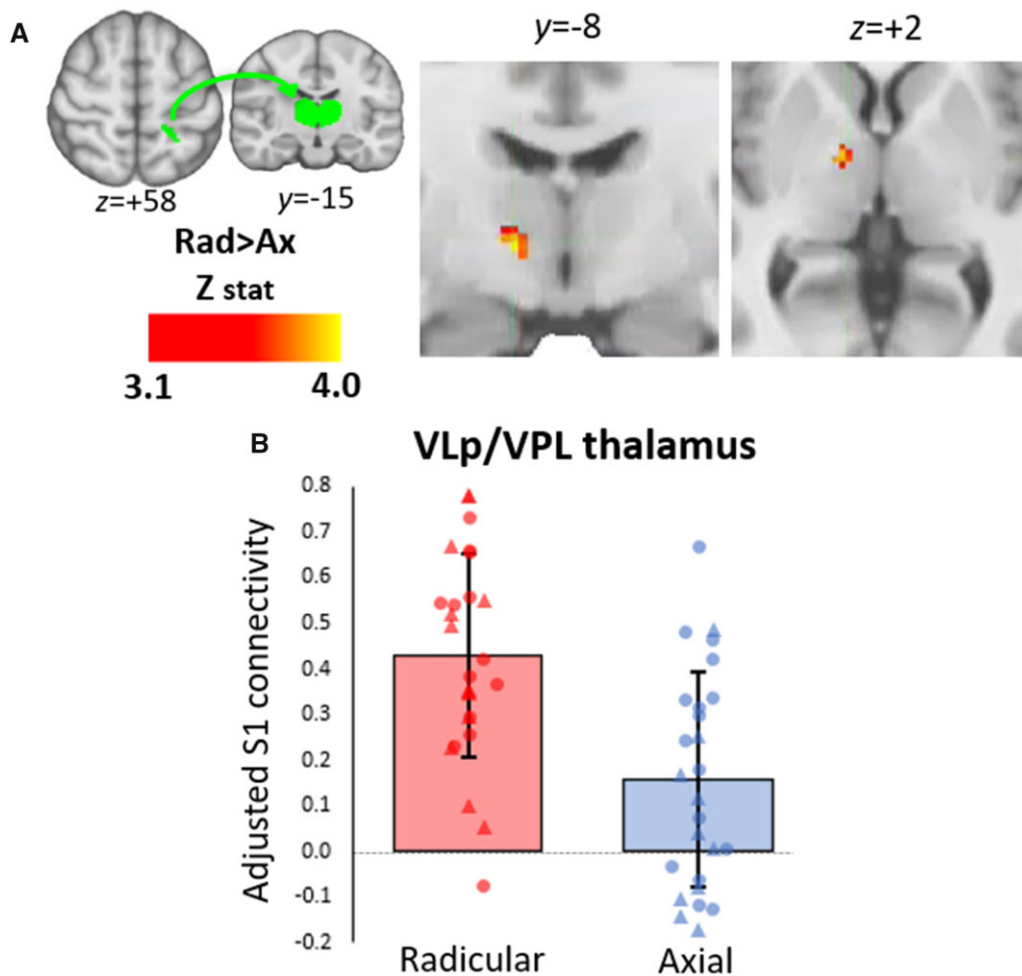 A
y=-8
z=+2
z=+58
y=-15
Rad>Ax
Z stat
3.1
4.0
B
VLp/VPL thalamus
Adjusted S1 connectivity
0.8
0.7
0.6
0.5
0.4
0.3
0.2
0.1
0.0
-0.1
-0.2
Radicular
Axial